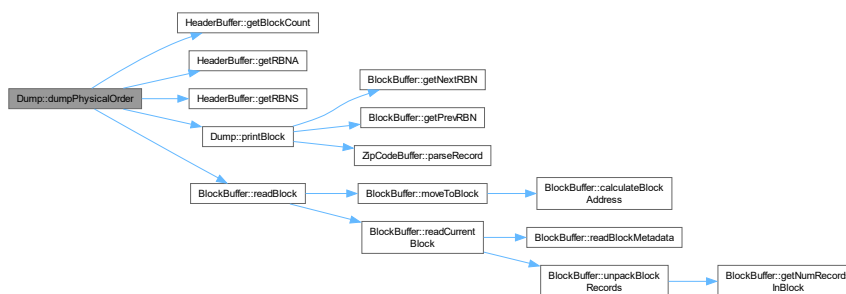 HeaderBuffer::getBlockCount
HeaderBuffer::getRBNA
BlockBuffer::getNextRBN
Dump::dumpPhysicalOrder
HeaderBuffer::getRBNS
BlockBuffer::getPrevRBN
Dump::printBlock
ZipCodeBuffer::parseRecord
BlockBuffer::readBlock
BlockBuffer::moveToBlock
BlockBuffer::calculateBlock
Address
BlockBuffer::readCurrent
Block
BlockBuffer::readBlockMetadata
BlockBuffer::unpackBlock
Records
BlockBuffer::getNumRecord
InBlock